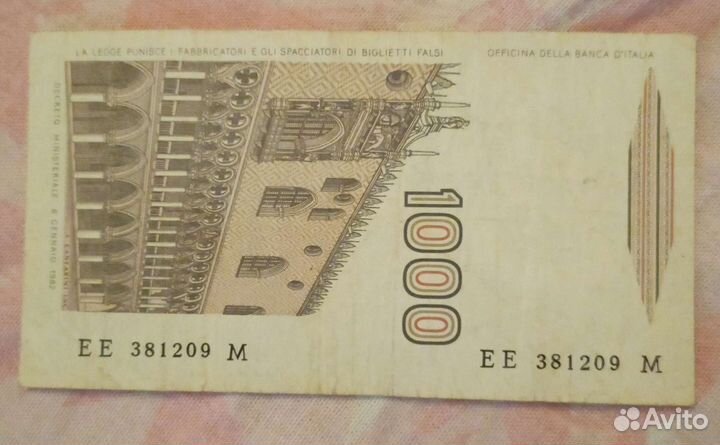 LA LEGGE PUNISCE I FABBRICATORI E GLI SPACCIATORI DI BIGLIETTI FALSI
OFFICINA DELLA BANCA D'ITALIA
DECRETO MINISTERIALE 6 GENNAIO 1982
1000
EE 381209 M
EE 381209 M
Avito